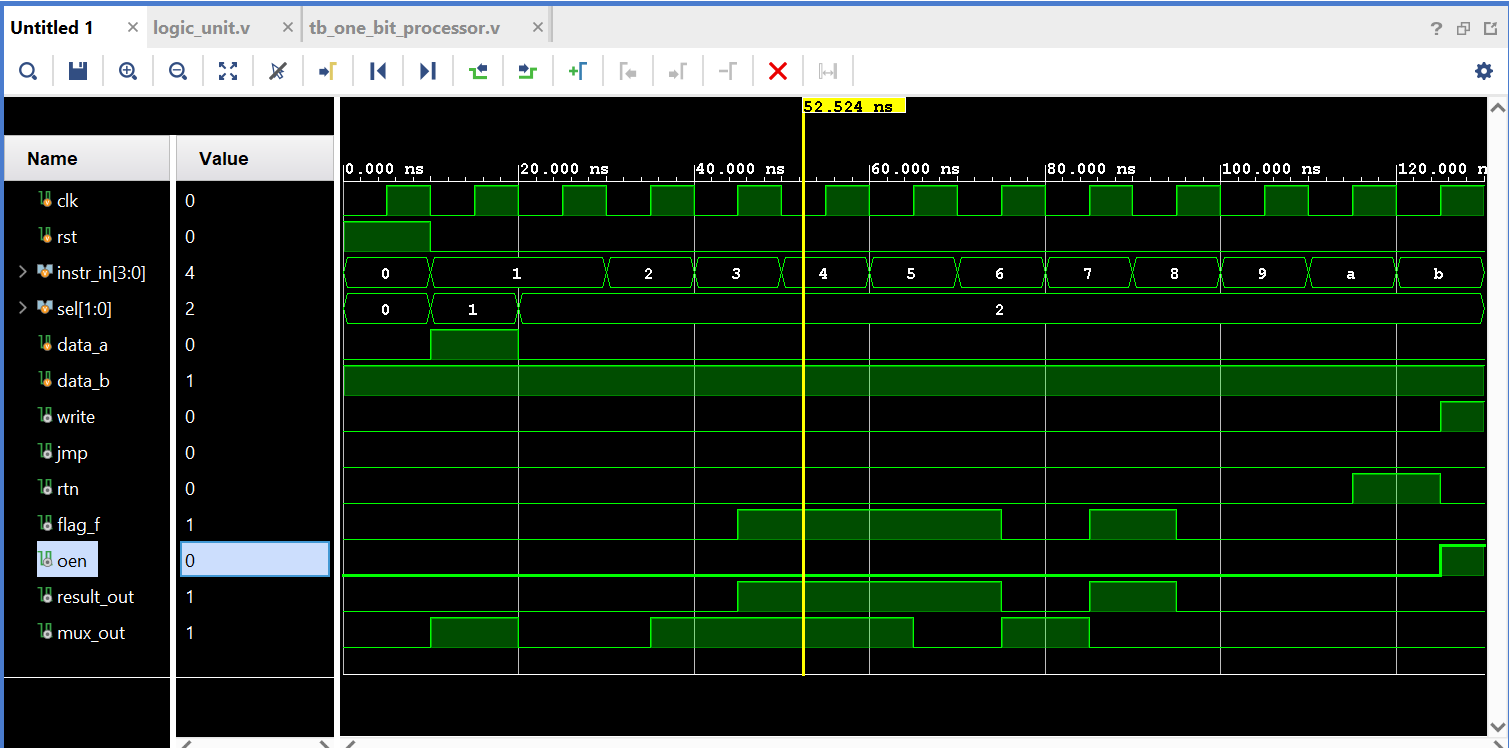 Untitled 1 × logic_unit.v × tb_one_bit_processor.v ×
?
52.524 ns
Name Value
0.000 ns 20.000 ns 40.000 ns 60.000 ns 80.000 ns 100.000 ns 120.000 n
clk 0
rst 0
instr_in[3:0] 4 0 1 2 3 4 5 6 7 8 9 a b
sel[1:0] 2 0 1 2
data_a 0
data_b 1
write 0
jmp 0
rtn 0
flag_f 1
oen 0
result_out 1
mux_out 1